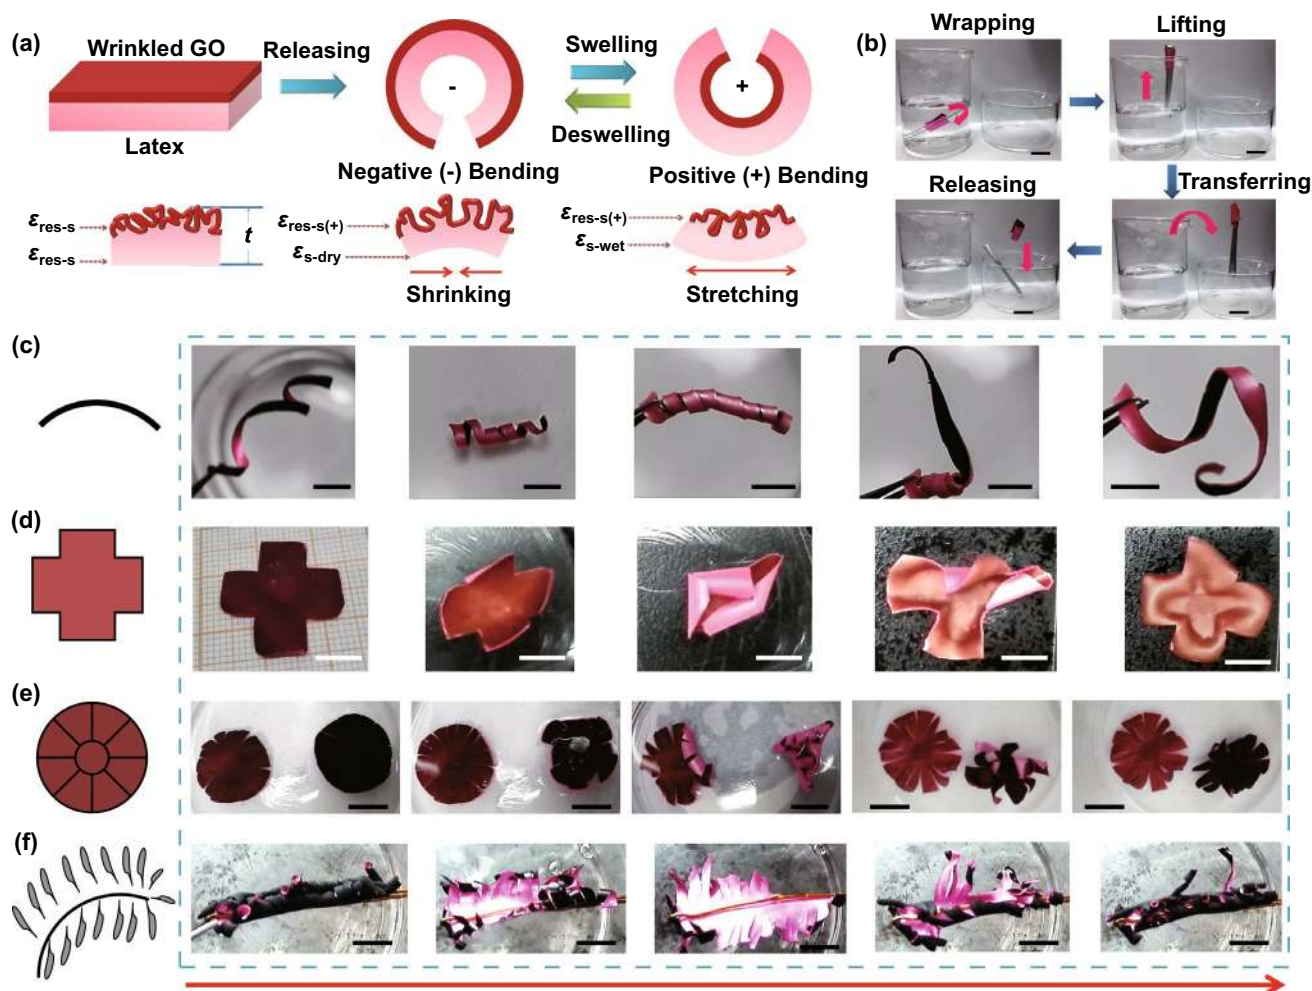 (a)
Wrinkled GO
Releasing
Latex
-
Negative (-) Bending
Swelling
Deswelling
+
Positive (+) Bending
εres-s
εres-s
t
εres-s(+)
εs-dry
Shrinking
εres-s(+)
εs-wet
Stretching
(b)
Wrapping
Lifting
Releasing
Transferring
(c)
(d)
(e)
(f)